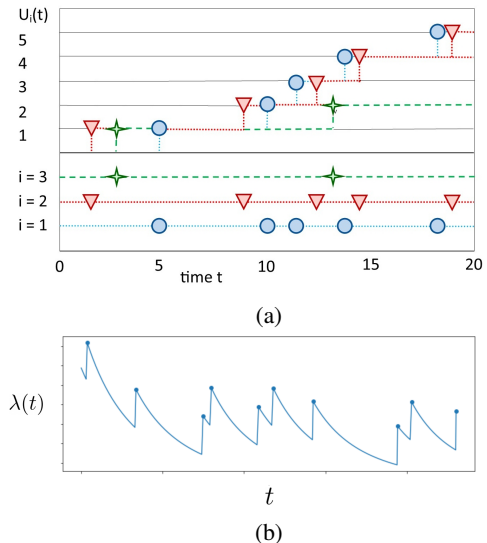 Uᵢ(t)
5
4
3
2
1
i = 3
i = 2
i = 1
0 5 10 15 20
time t
(a)
λ(t)
t
(b)